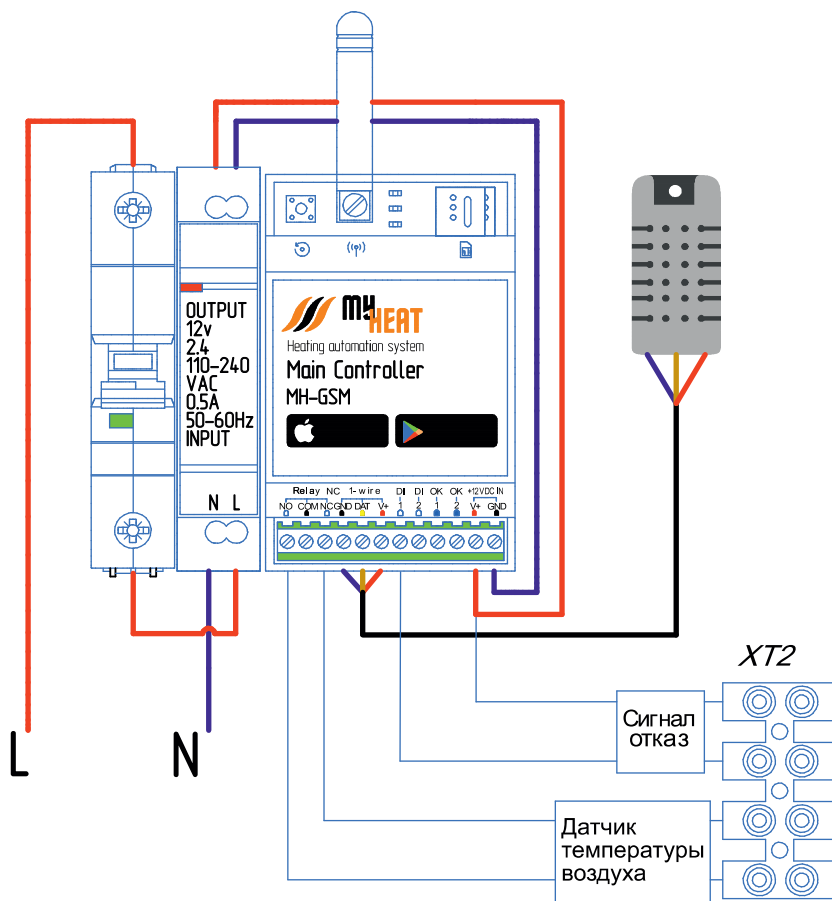 OUTPUT
12v
2.4
110-240
VAC
0.5A
50-60Hz
INPUT
N L
MY HEAT
Heating automation system
Main Controller
MH-GSM
Relay NC 1-wire DI DI OK OK +12VDC IN
NO COM NC GND DAT V+ 1 2 1 2 V+ GND
L
N
XT2
Сигнал
отказ
Датчик
температуры
воздуха